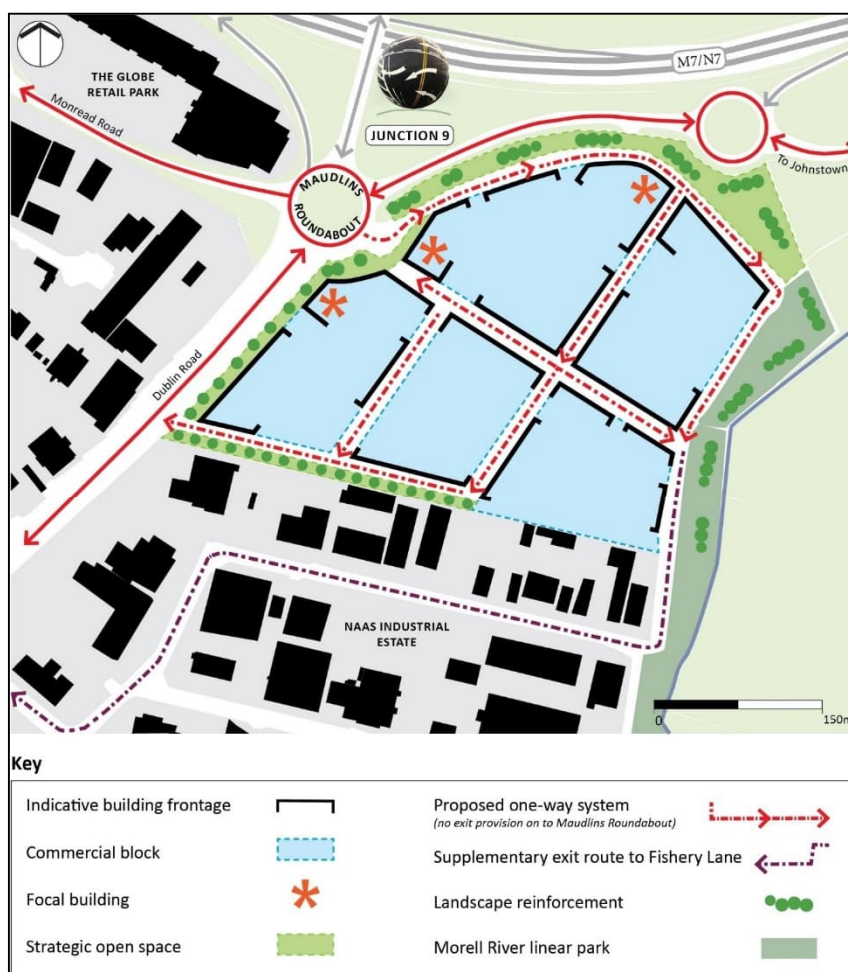 THE GLOBE
RETAIL PARK
M7/N7
Monread Road
JUNCTION 9
MAUDLINS
ROUNDABOUT
To Johnstown
Dublin Road
NAAS INDUSTRIAL
ESTATE
0
150m
Key
Indicative building frontage
Commercial block
Focal building
Strategic open space
Proposed one-way system
(no exit provision on to Maudlins Roundabout)
Supplementary exit route to Fishery Lane
Landscape reinforcement
Morell River linear park